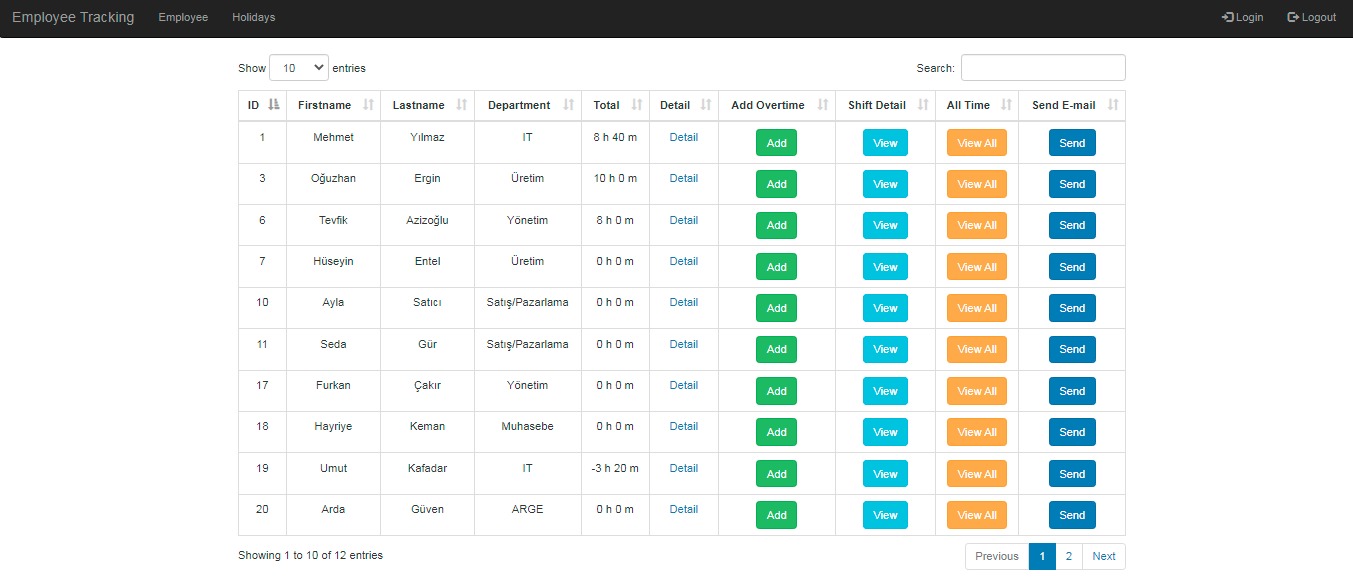 Employee Tracking Employee Holidays Login Logout
Show 10 entries Search:
ID Firstname Lastname Department Total Detail Add Overtime Shift Detail All Time Send E-mail
1 Mehmet Yılmaz IT 8 h 40 m Detail Add View View All Send
3 Oğuzhan Ergin Üretim 10 h 0 m Detail Add View View All Send
6 Tevfik Azizoğlu Yönetim 8 h 0 m Detail Add View View All Send
7 Hüseyin Entel Üretim 0 h 0 m Detail Add View View All Send
10 Ayla Satıcı Satış/Pazarlama 0 h 0 m Detail Add View View All Send
11 Seda Gür Satış/Pazarlama 0 h 0 m Detail Add View View All Send
17 Furkan Çakır Yönetim 0 h 0 m Detail Add View View All Send
18 Hayriye Keman Muhasebe 0 h 0 m Detail Add View View All Send
19 Umut Kafadar IT -3 h 20 m Detail Add View View All Send
20 Arda Güven ARGE 0 h 0 m Detail Add View View All Send
Showing 1 to 10 of 12 entries Previous 1 2 Next